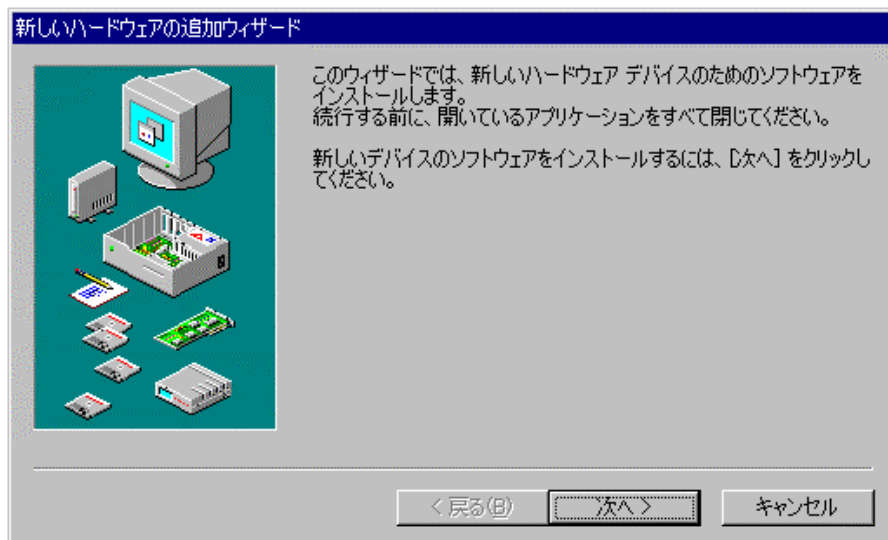 新しいハードウェアの追加ウィザード
このウィザードでは、新しいハードウェア デバイスのためのソフトウェアを
インストールします。
続行する前に、開いているアプリケーションをすべて閉じてください。
新しいデバイスのソフトウェアをインストールするには、[次へ] をクリックし
てください。
< 戻る(B)
次へ >
キャンセル